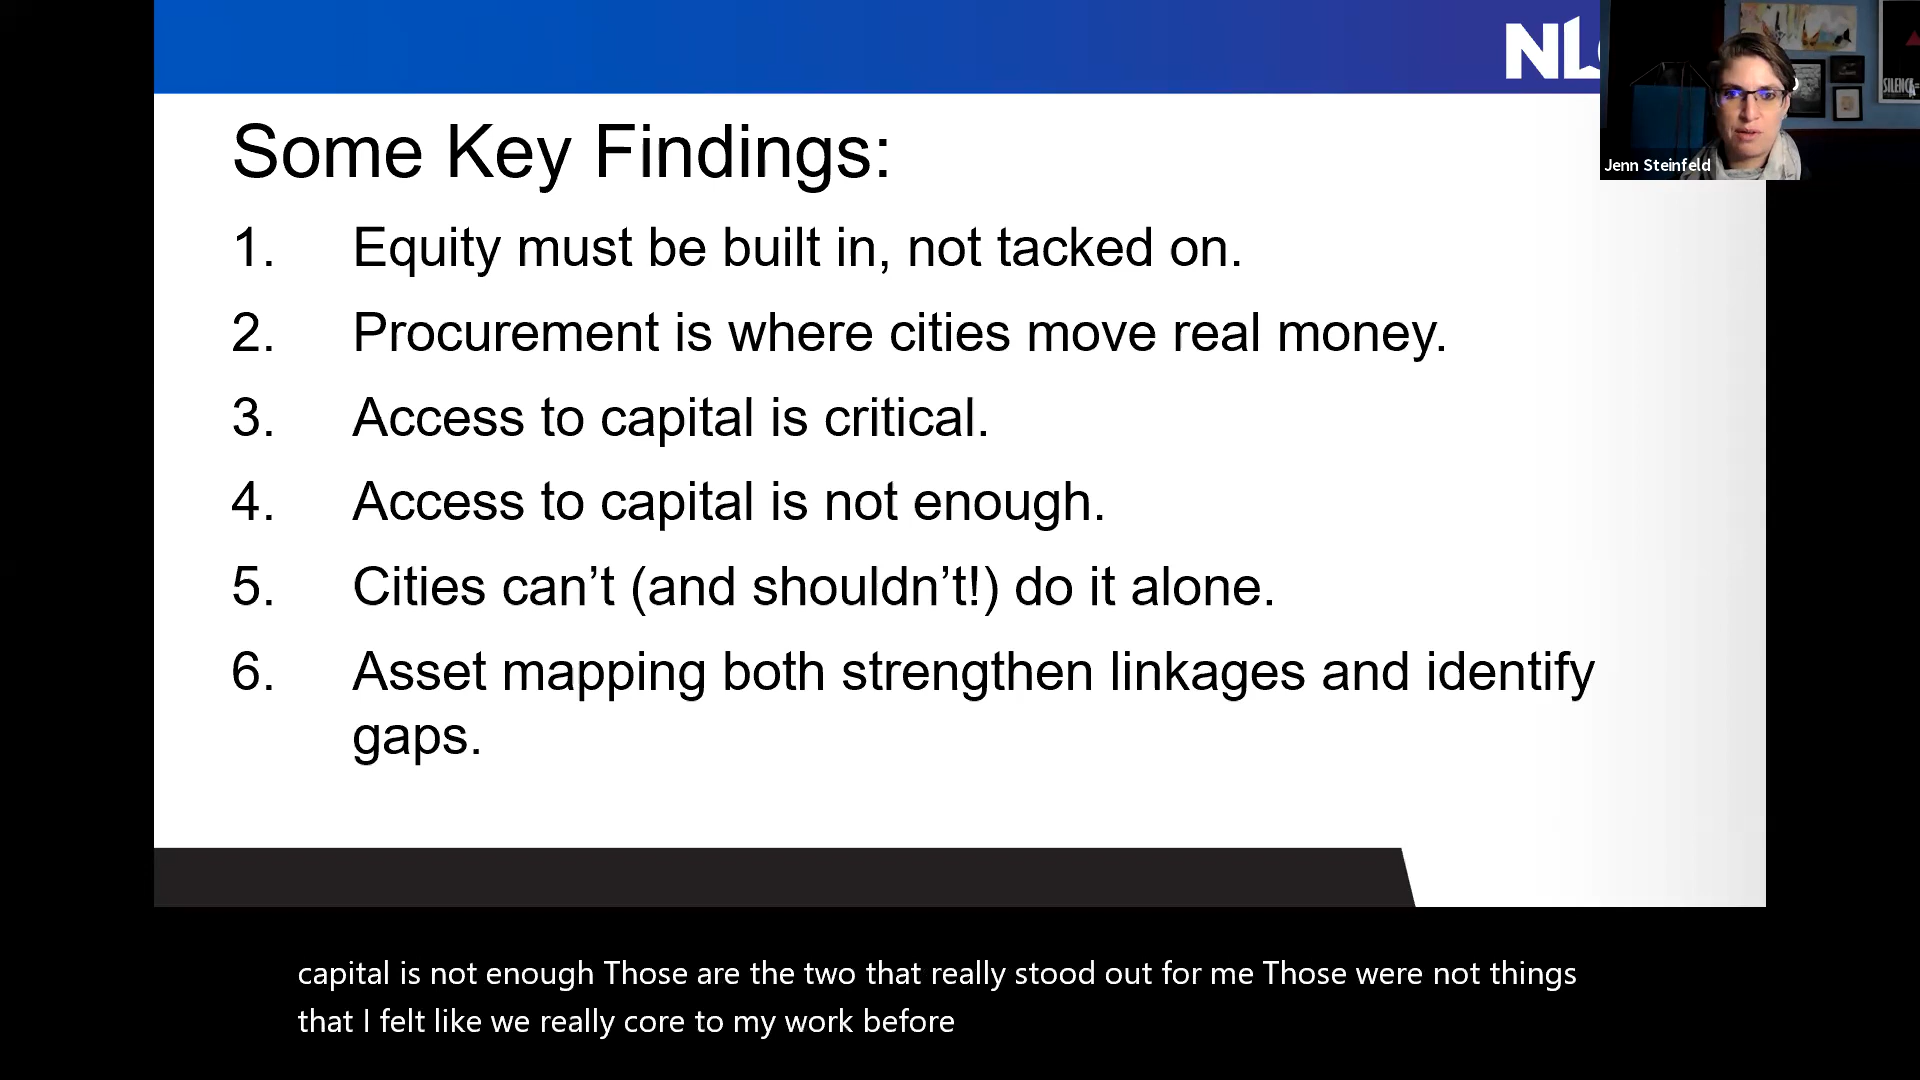 NL
Jenn Steinfeld
Some Key Findings:
1. Equity must be built in, not tacked on.
2. Procurement is where cities move real money.
3. Access to capital is critical.
4. Access to capital is not enough.
5. Cities can’t (and shouldn’t!) do it alone.
6. Asset mapping both strengthen linkages and identify
gaps.
capital is not enough Those are the two that really stood out for me Those were not things
that I felt like we really core to my work before